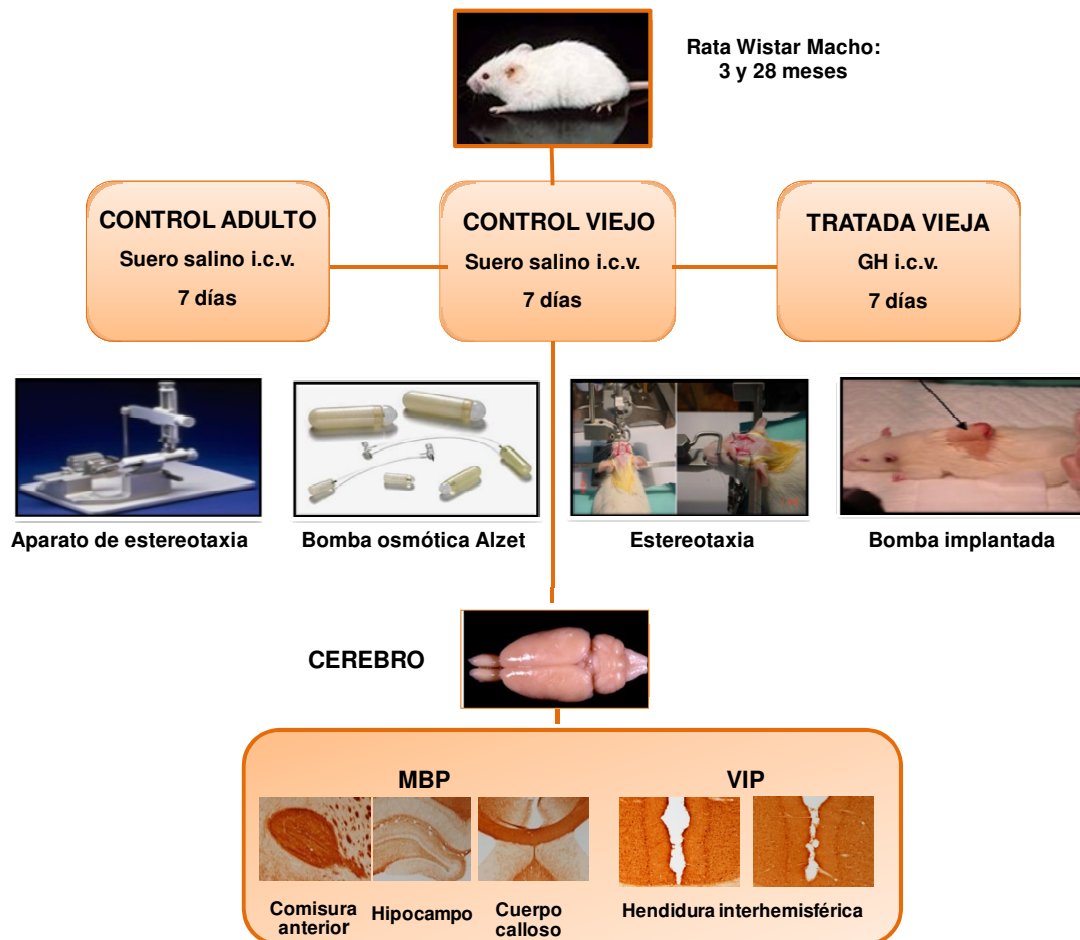 Rata Wistar Macho:
3 y 28 meses
CONTROL ADULTO
Suero salino i.c.v.
7 días
CONTROL VIEJO
Suero salino i.c.v.
7 días
TRATADA VIEJA
GH i.c.v.
7 días
Aparato de estereotaxia
Bomba osmótica Alzet
Estereotaxia
Bomba implantada
CEREBRO
MBP
VIP
Comisura
anterior
Hipocampo
Cuerpo
calloso
Hendidura interhemisférica